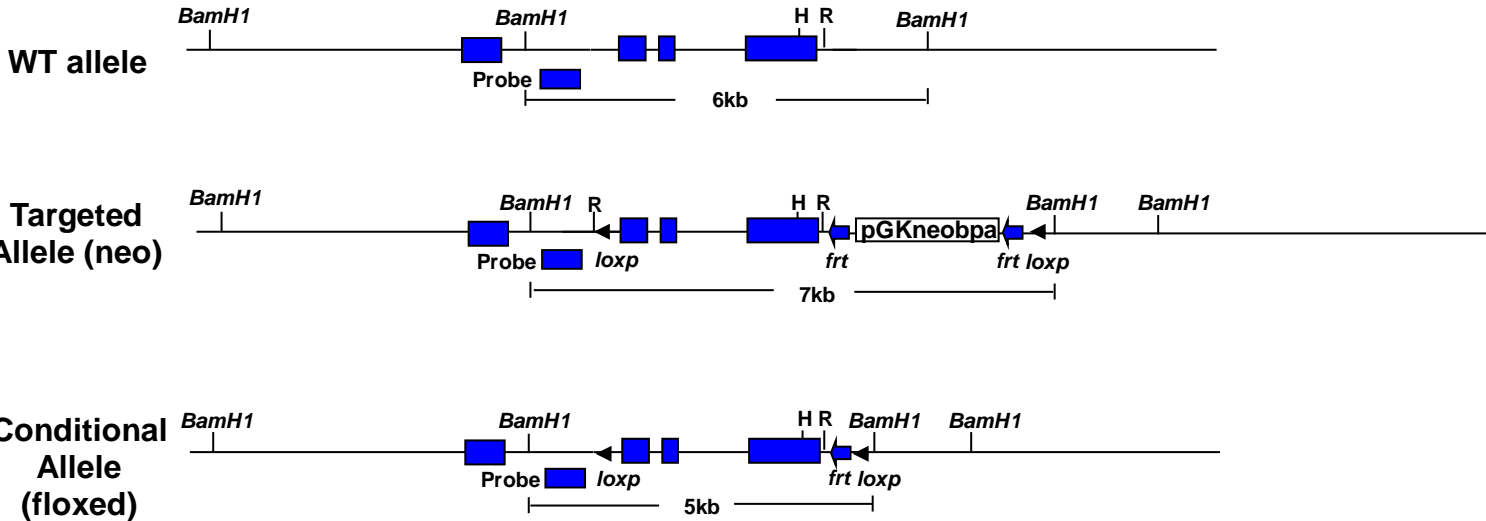 BamH1 BamH1 H R BamH1
WT allele
Probe
6kb
BamH1 BamH1 R H R BamH1 BamH1
Targeted
Allele (neo)
pGKneobpa
Probe loxp frt frt loxp
7kb
BamH1 BamH1 H R BamH1 BamH1
Conditional
Allele
(floxed)
Probe loxp frt loxp
5kb